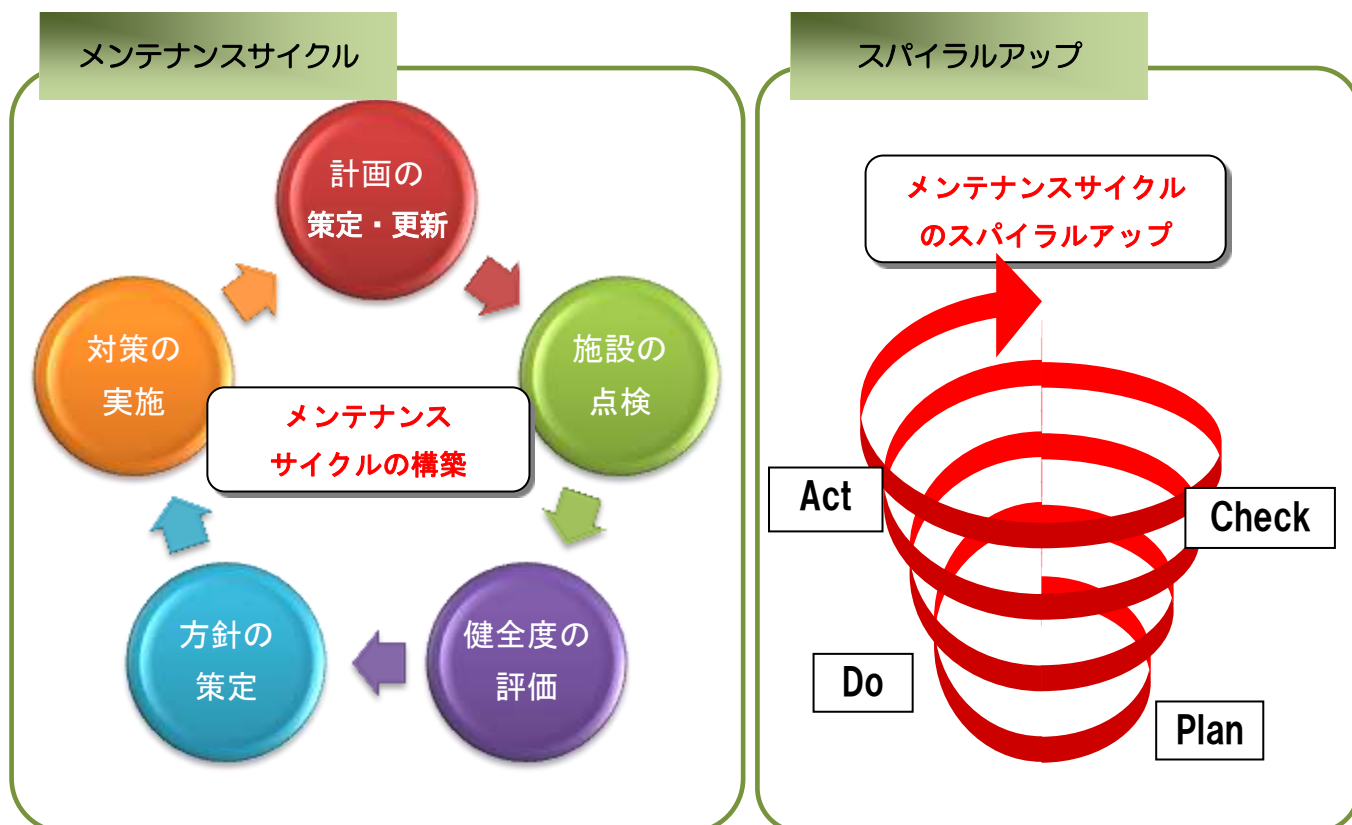 メンテナンスサイクル
計画の
策定・更新
施設の
点検
健全度の
評価
方針の
策定
対策の
実施
メンテナンス
サイクルの構築
スパイラルアップ
メンテナンスサイクル
のスパイラルアップ
Act
Check
Do
Plan